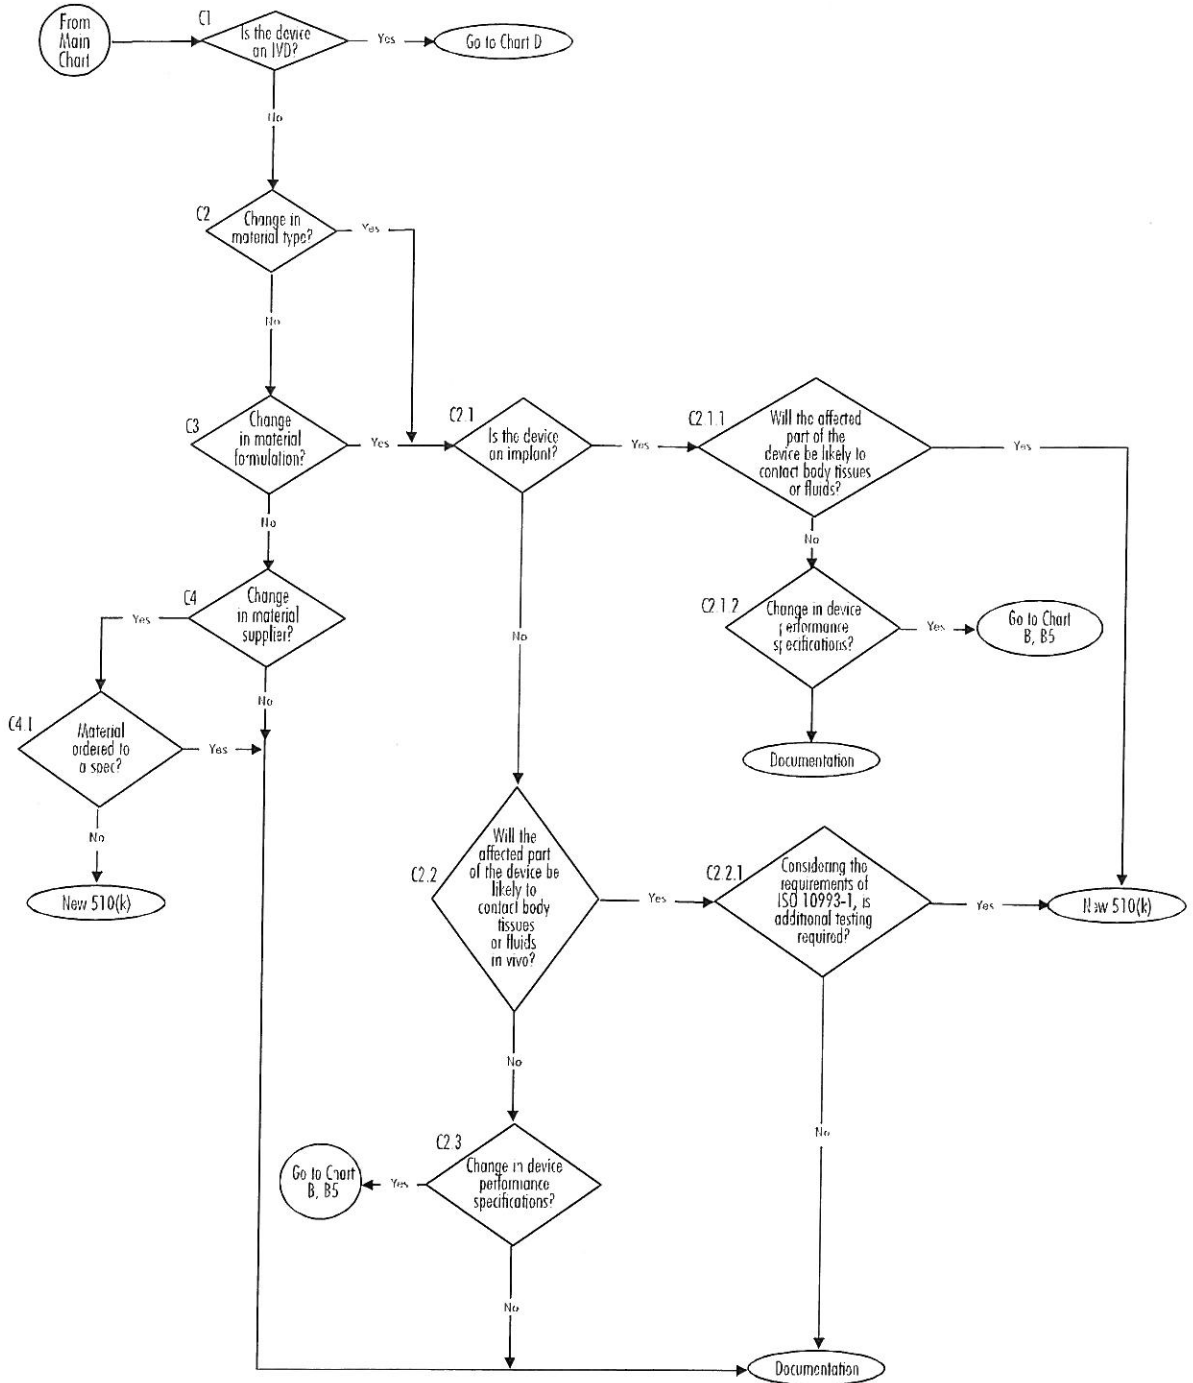 From
Main
Chart
C1
Is the device
an IVD?
Yes
Go to Chart D
No
C2
Change in
material type?
Yes
No
C3
Change
in material
formulation?
Yes
C2.1
Is the device
an implant?
Yes
C2.1.1
Will the affected
part of the
device be likely to
contact body tissues
or fluids?
Yes
No
No
C4
Change
in material
supplier?
Yes
No
C2.1.2
Change in device
performance
specifications?
Yes
Go to Chart
B, B5
No
Documentation
C4.1
Material
ordered to
a spec?
Yes
No
New 510(k)
C2.2
Will the
affected part
of the device be
likely to
contact body
tissues
or fluids
in vivo?
Yes
C2.2.1
Considering the
requirements of
ISO 10993-1, is
additional testing
required?
Yes
New 510(k)
No
No
C2.3
Change in device
performance
specifications?
Yes
Go to Chart
B, B5
No
Documentation